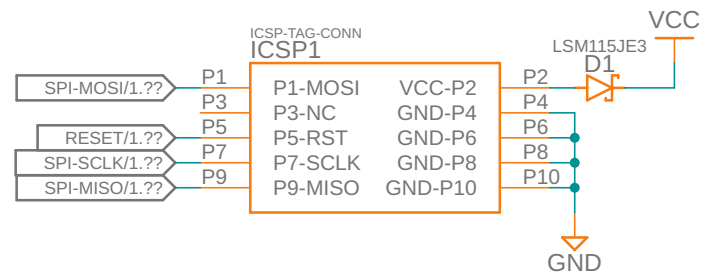 ICSP-TAG-CONN
ICSP1
VCC
LSM115JE3
D1
SPI-MOSI/1.?? P1 P1-MOSI VCC-P2 P2
P3 P3-NC GND-P4 P4
RESET/1.?? P5 P5-RST GND-P6 P6
SPI-SCLK/1.?? P7 P7-SCLK GND-P8 P8
SPI-MISO/1.?? P9 P9-MISO GND-P10 P10
GND